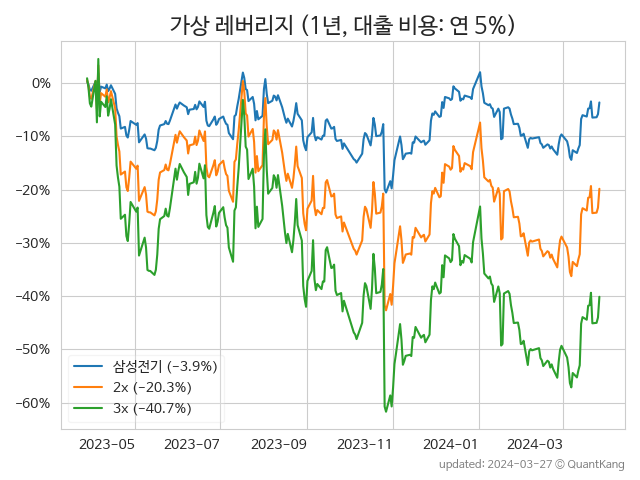 가상 레버리지 (1년, 대출 비용: 연 5%)
0%
−10%
−20%
−30%
−40%
−50%
−60%
삼성전기 (−3.9%)
2x (−20.3%)
3x (−40.7%)
2023-05 2023-07 2023-09 2023-11 2024-01 2024-03
updated: 2024-03-27 © QuantKang